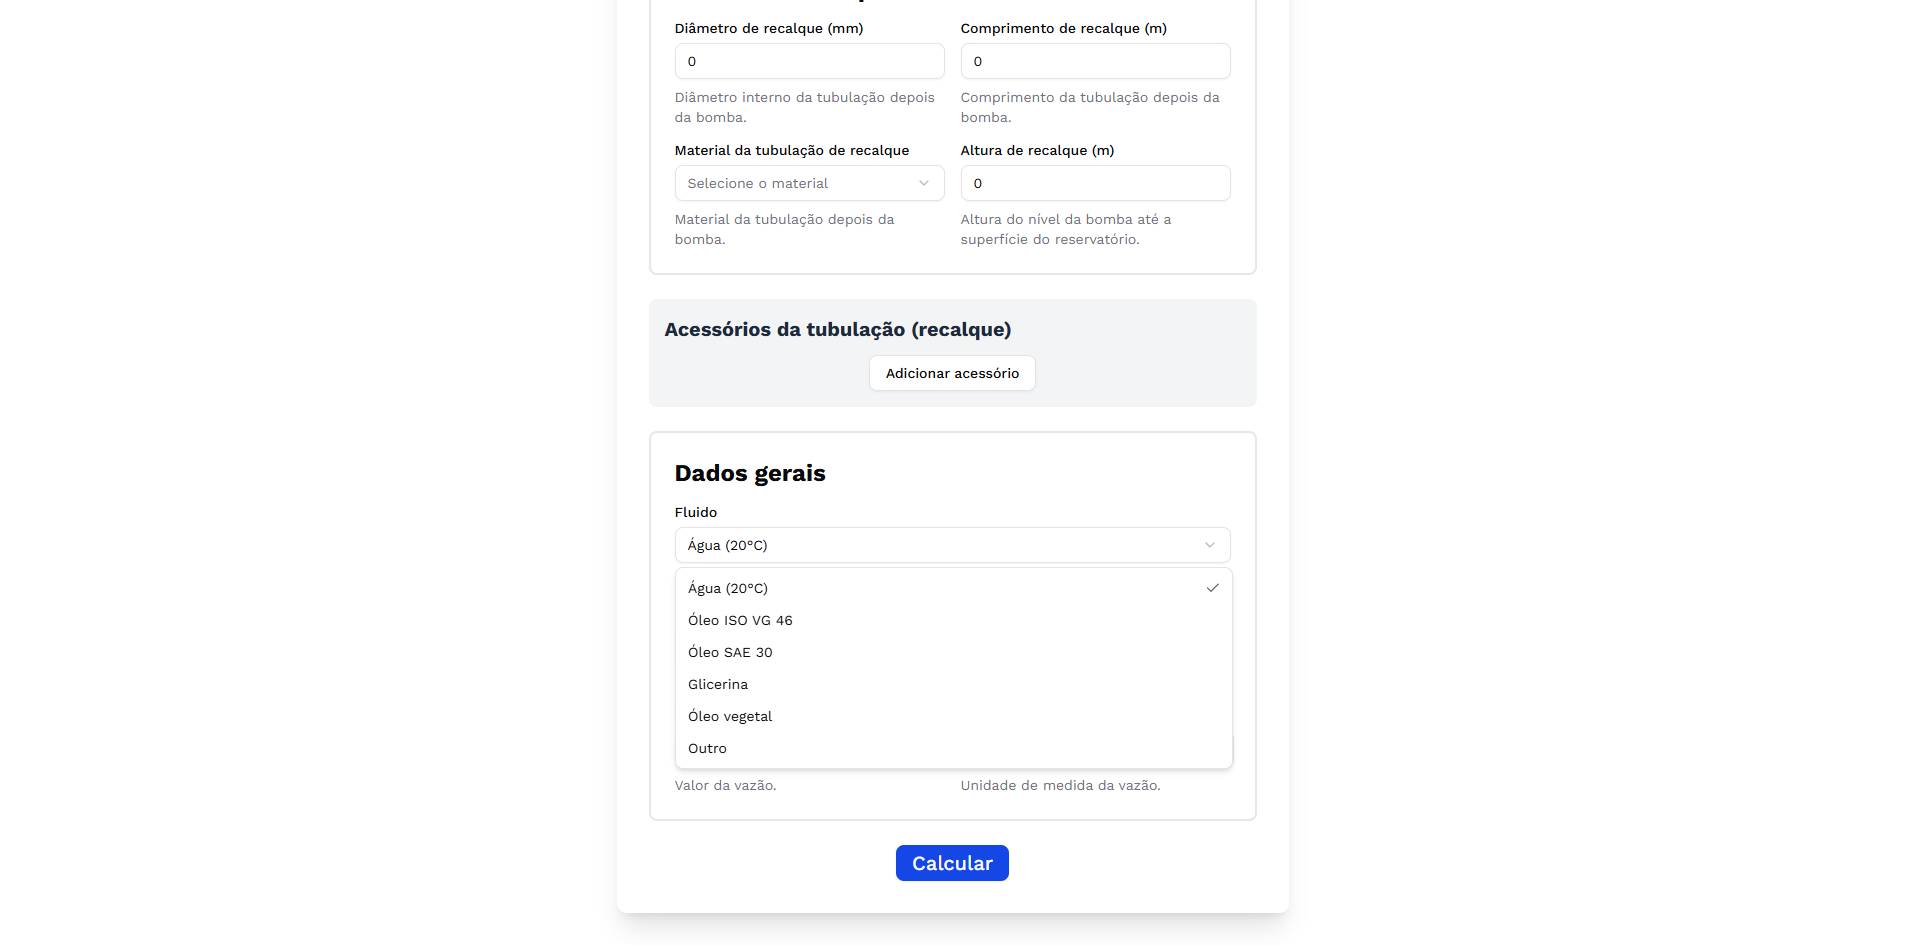 Diâmetro de recalque (mm)
Comprimento de recalque (m)
0
0
Diâmetro interno da tubulação depois
da bomba.
Comprimento da tubulação depois da
bomba.
Material da tubulação de recalque
Altura de recalque (m)
Selecione o material
0
Material da tubulação depois da
bomba.
Altura do nível da bomba até a
superfície do reservatório.
Acessórios da tubulação (recalque)
Adicionar acessório
Dados gerais
Fluido
Água (20°C)
Água (20°C)
Óleo ISO VG 46
Óleo SAE 30
Glicerina
Óleo vegetal
Outro
Valor da vazão.
Unidade de medida da vazão.
Calcular